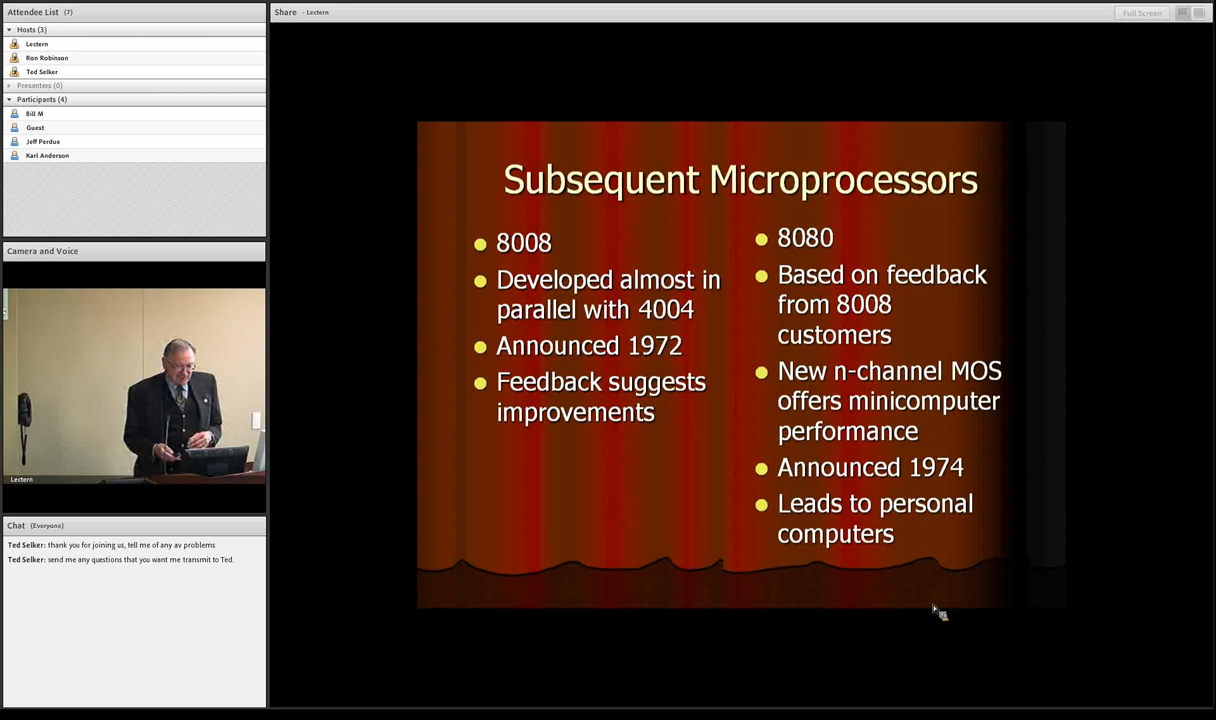 Attendee List (7)
Hosts (3)
Lectern
Ron Robinson
Ted Selker
Presenters (0)
Participants (4)
Bill M
Guest
Jeff Perdue
Karl Anderson
Camera and Voice
Lectern
Chat (Everyone)
Ted Selker: thank you for joining us, tell me of any av problems
Ted Selker: send me any questions that you want me transmit to Ted.
Share - Lectern
Full Screen
Subsequent Microprocessors
8008
Developed almost in
parallel with 4004
Announced 1972
Feedback suggests
improvements
8080
Based on feedback
from 8008
customers
New n-channel MOS
offers minicomputer
performance
Announced 1974
Leads to personal
computers